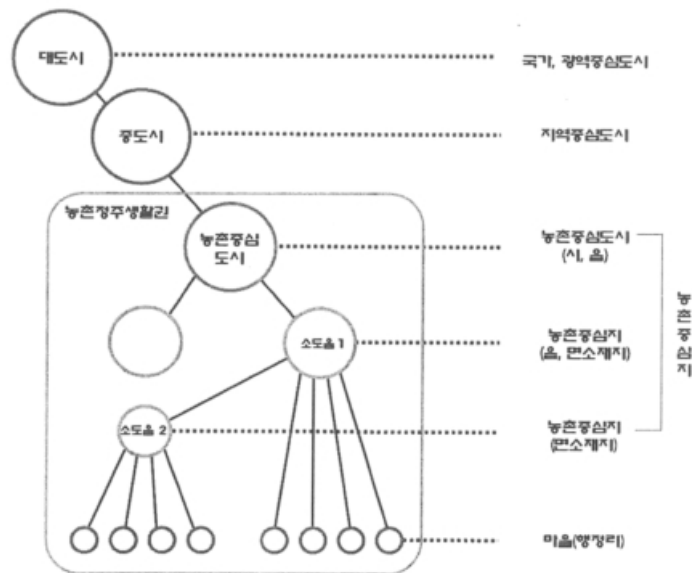 대도시
국가, 광역중심도시
중도시
지역중심도시
농촌정주생활권
농촌중심
도시
농촌중심도시
(시, 읍)
농촌중심지
소도읍 1
농촌중심지
(읍, 면소재지)
소도읍 2
농촌중심지
(면소재지)
마을(행정리)